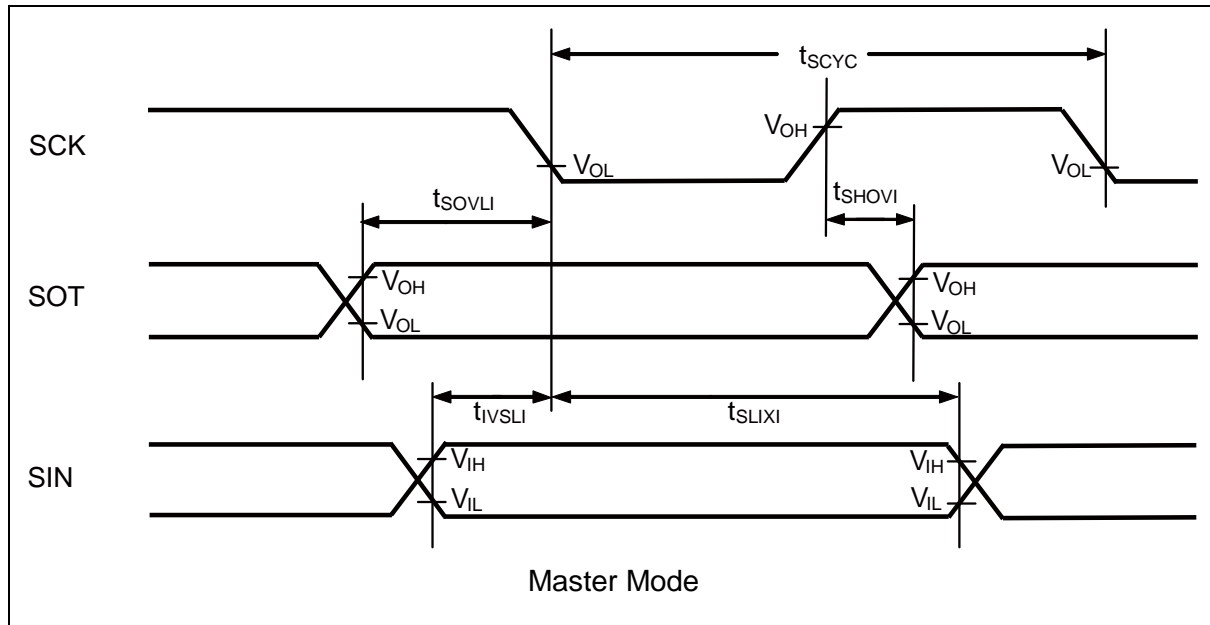 tSCYC
SCK
VOH
VOL
VOL
tSOVLI
tSHOVI
SOT
VOH
VOH
VOL
VOL
tIVSLI
tSLIXI
SIN
VIH
VIH
VIL
VIL
Master Mode